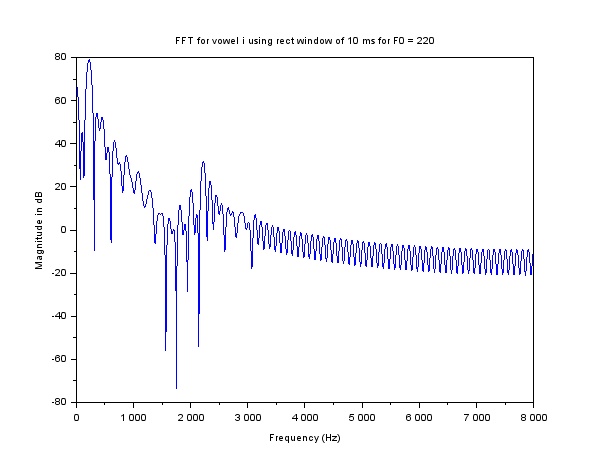 FFT for vowel i using rect window of 10 ms for F0 = 220
80
60
40
20
0
-20
-40
-60
-80
Magnitude in dB
0 1 000 2 000 3 000 4 000 5 000 6 000 7 000 8 000
Frequency (Hz)